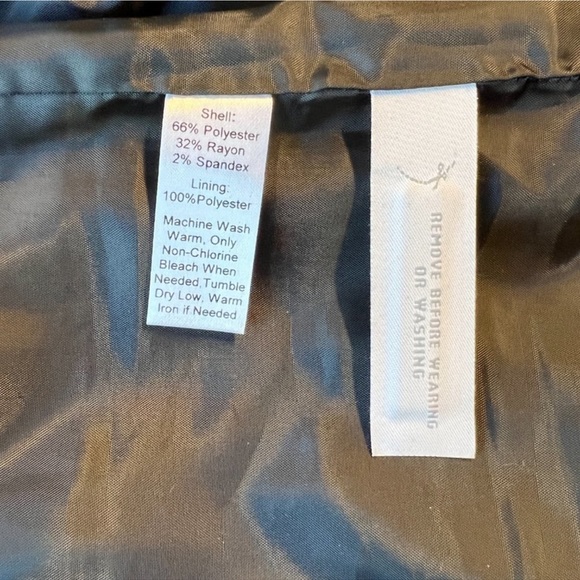 Shell:
66% Polyester
32% Rayon
2% Spandex
Lining:
100%Polyester
Machine Wash
Warm, Only
Non-Chlorine
Bleach When
Needed,Tumble
Dry Low, Warm
Iron if Needed
REMOVE BEFORE WEARING
OR WASHING